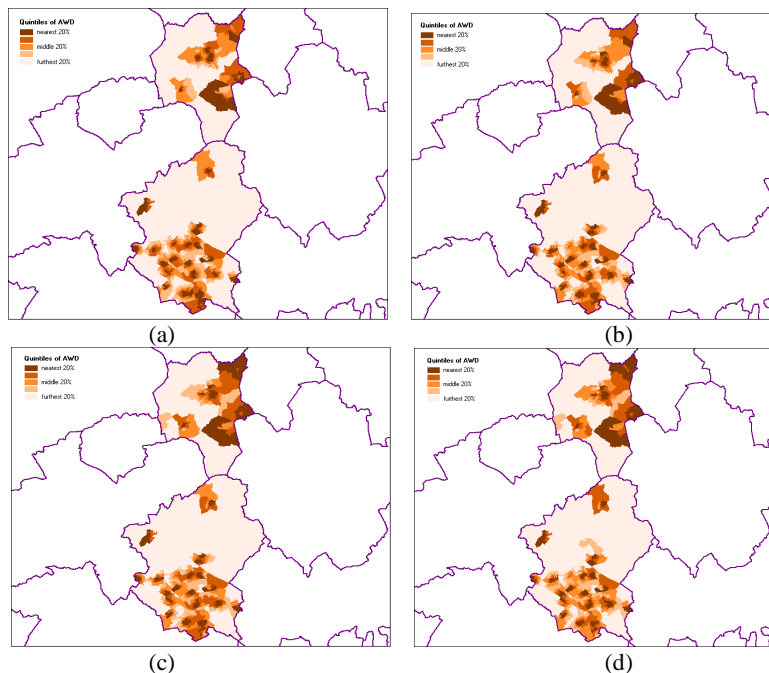 Quintiles of AWD
nearest 20%
middle 20%
furthest 20%
Quintiles of AWD
nearest 20%
middle 20%
furthest 20%
(a)
(b)
Quintiles of AWD
nearest 20%
middle 20%
furthest 20%
Quintiles of AWD
nearest 20%
middle 20%
furthest 20%
(c)
(d)